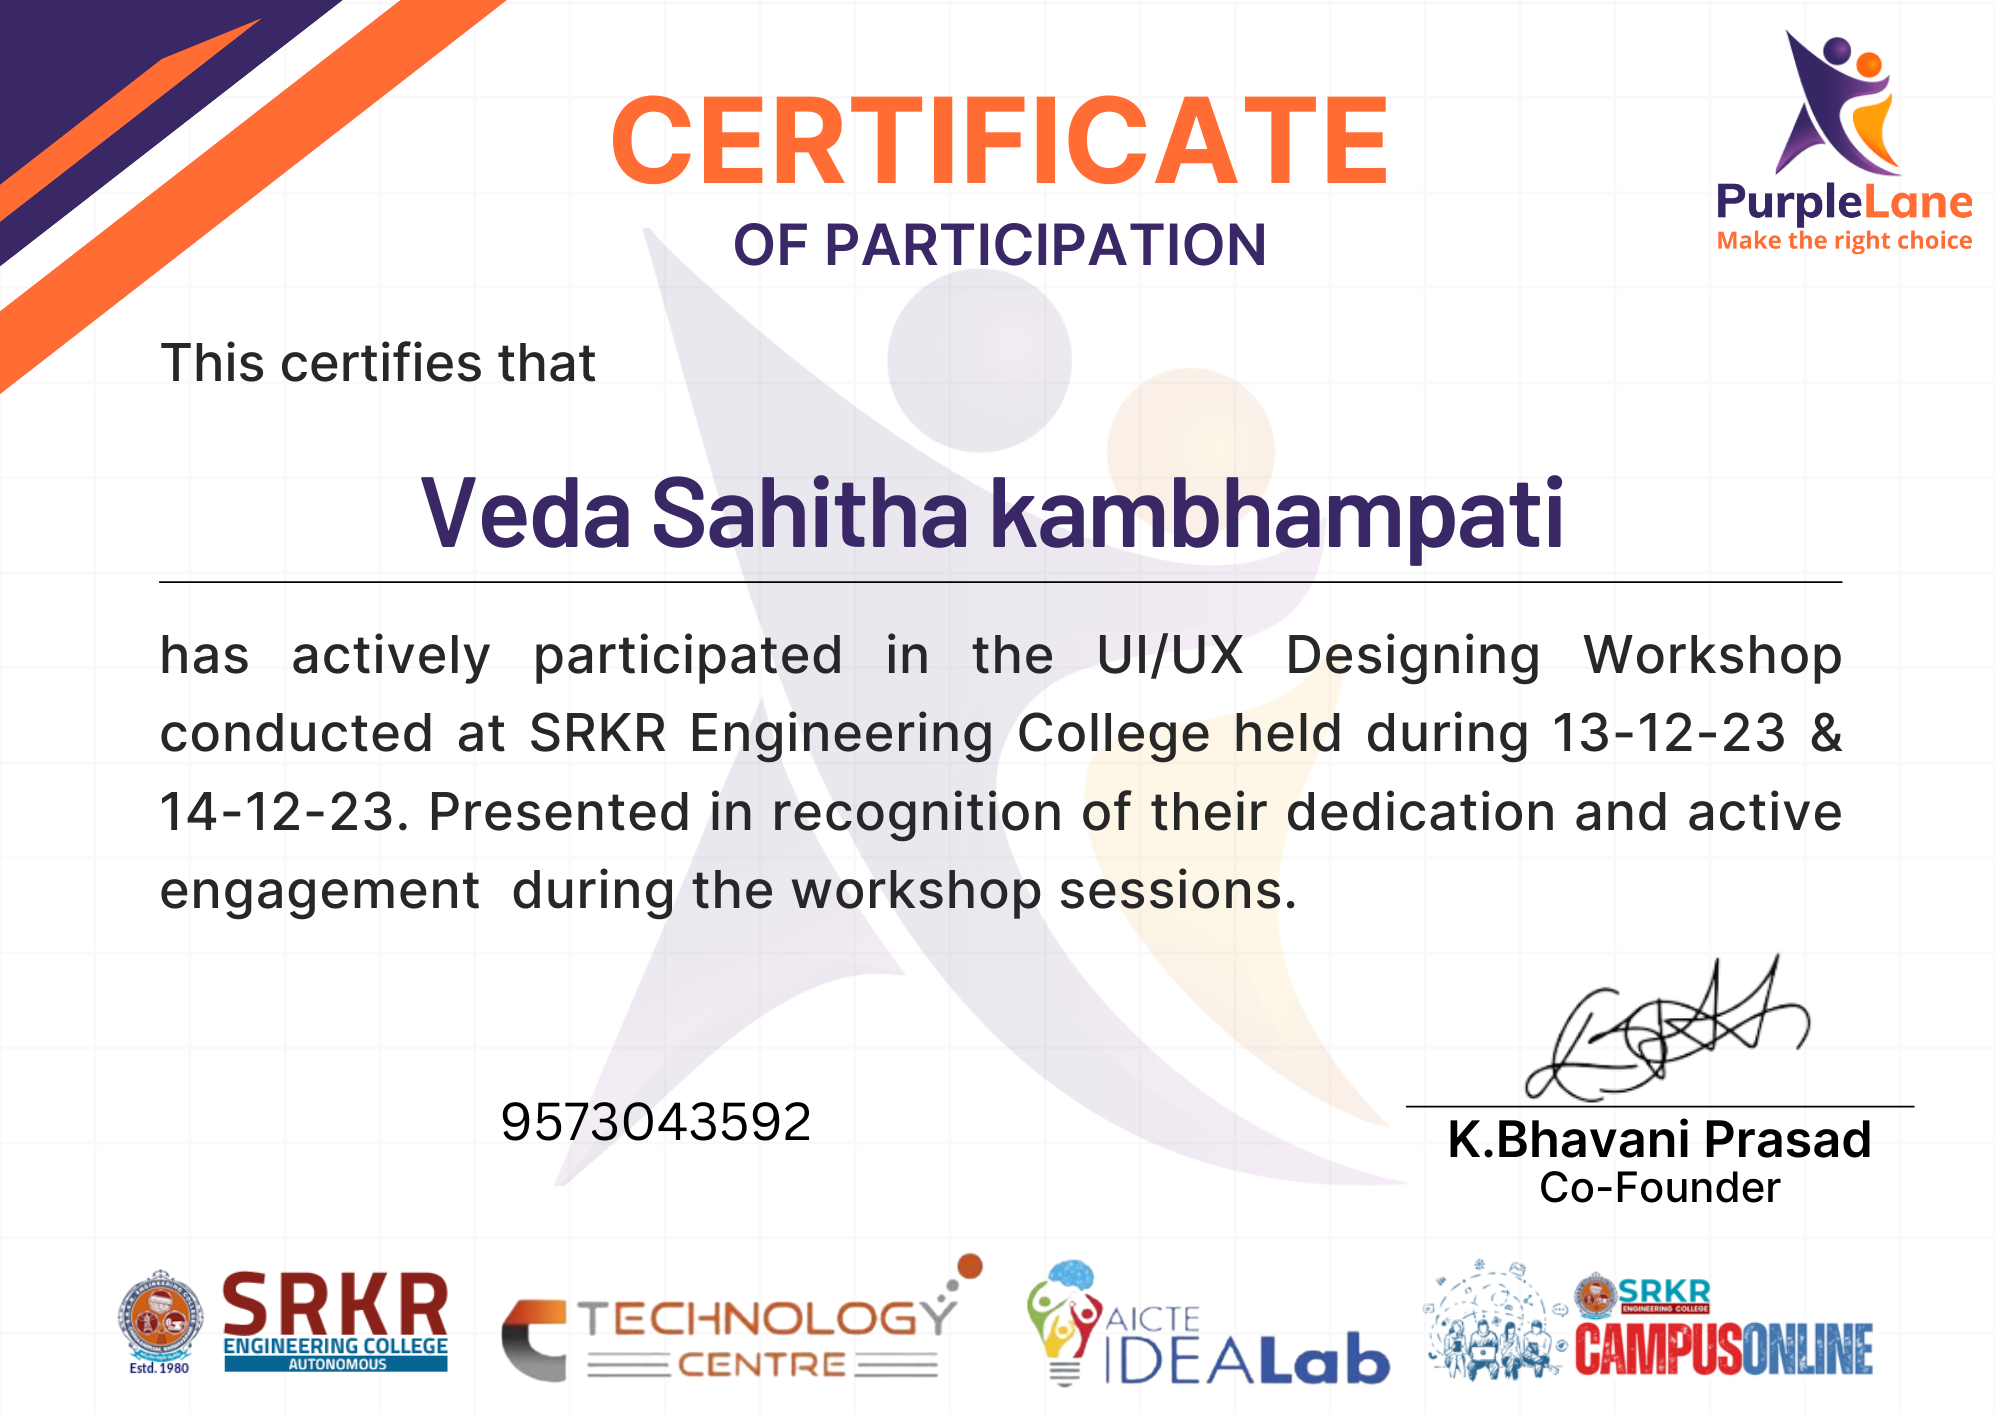 CERTIFICATE
OF PARTICIPATION
PurpleLane
Make the right choice
This certifies that
Veda Sahitha kambhampati
has actively participated in the UI/UX Designing Workshop
conducted at SRKR Engineering College held during 13-12-23 &
14-12-23. Presented in recognition of their dedication and active
engagement during the workshop sessions.
9573043592
K.Bhavani Prasad
Co-Founder
Estd. 1980
SRKR
ENGINEERING COLLEGE
AUTONOMOUS
TECHNOLOGY
CENTRE
AICTE
IDEALab
SRKR
ENGINEERING COLLEGE
CAMPUSONLINE